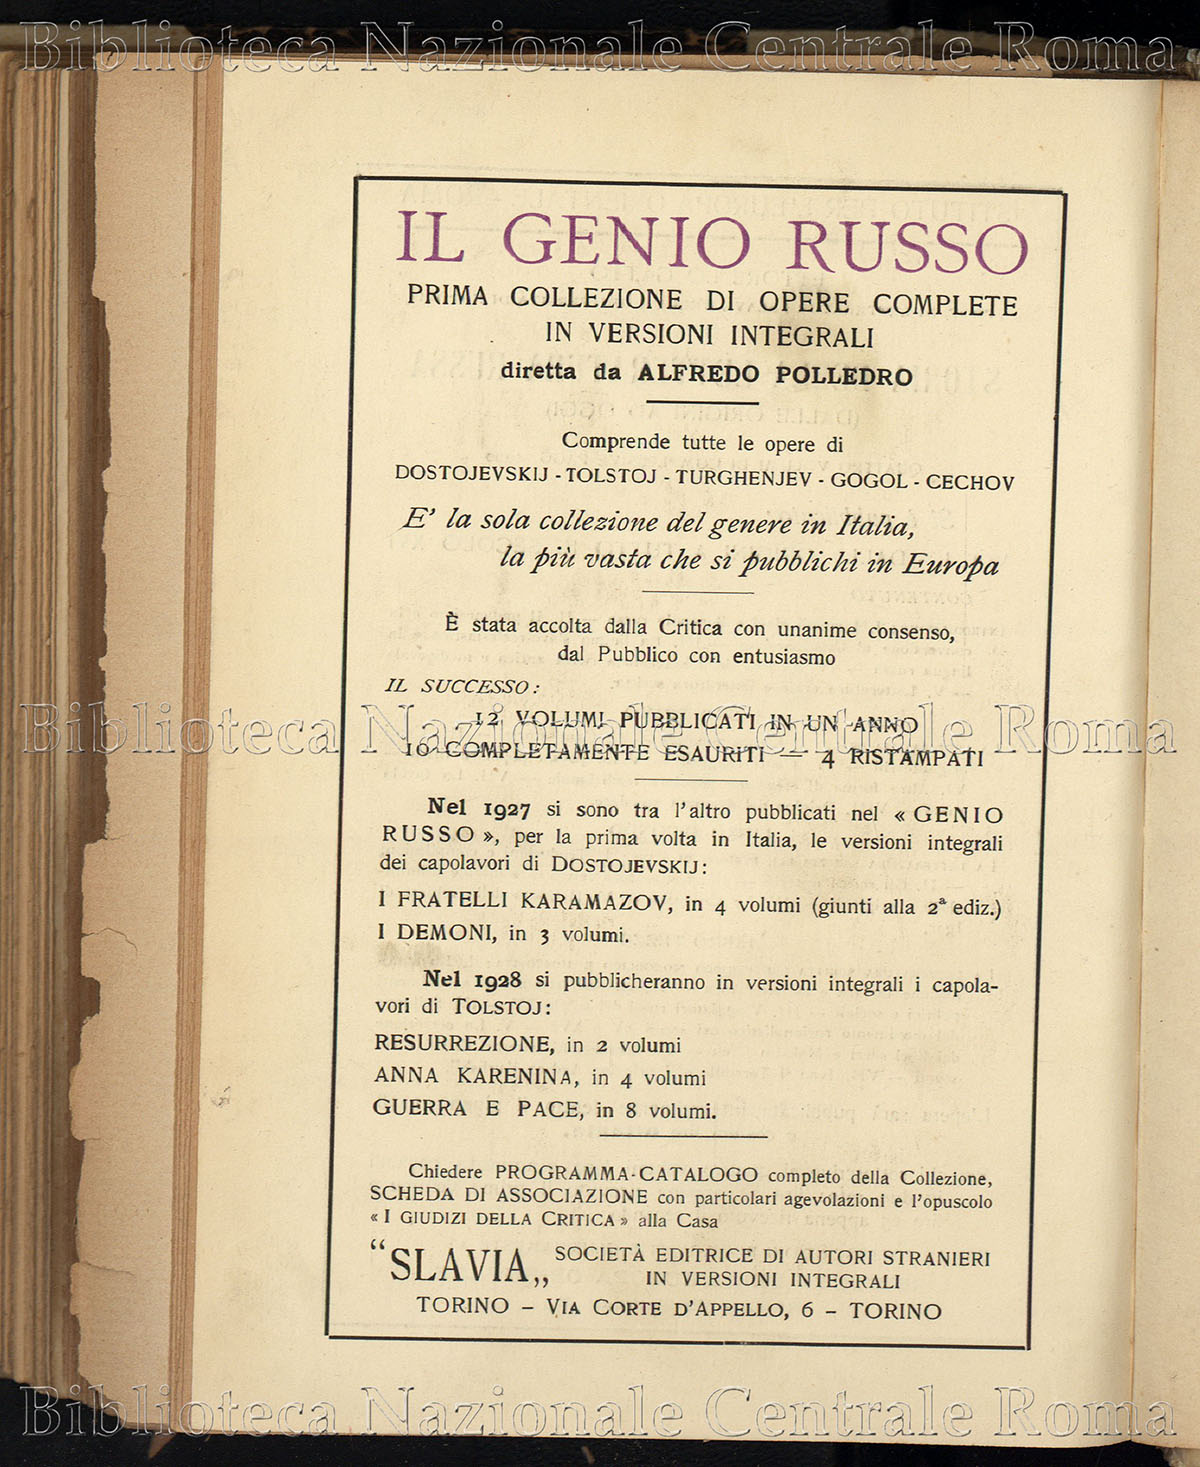 Biblioteca Nazionale Centrale Roma
IL GENIO RUSSO
PRIMA COLLEZIONE DI OPERE COMPLETE
IN VERSIONI INTEGRALI
diretta da ALFREDO POLLEDRO
Comprende tutte le opere di
DOSTOJEVSKIJ - TOLSTOJ - TURGHENJEV - GOGOL - CECHOV
E' la sola collezione del genere in Italia,
la più vasta che si pubblichi in Europa
È stata accolta dalla Critica con unanime consenso,
dal Pubblico con entusiasmo
IL SUCCESSO:
12 VOLUMI PUBBLICATI IN UN ANNO
Biblioteca Nazionale Centrale Roma
10 COMPLETAMENTE ESAURITI — 4 RISTAMPATI
Nel 1927 si sono tra l'altro pubblicati nel « GENIO
RUSSO », per la prima volta in Italia, le versioni integrali
dei capolavori di DOSTOJEVSKIJ:
I FRATELLI KARAMAZOV, in 4 volumi (giunti alla 2ª ediz.)
I DEMONI, in 3 volumi.
Nel 1928 si pubblicheranno in versioni integrali i capola-
vori di TOLSTOJ:
RESURREZIONE, in 2 volumi
ANNA KARENINA, in 4 volumi
GUERRA E PACE, in 8 volumi.
Chiedere PROGRAMMA-CATALOGO completo della Collezione,
SCHEDA DI ASSOCIAZIONE con particolari agevolazioni e l'opuscolo
« I GIUDIZI DELLA CRITICA » alla Casa
"SLAVIA„ SOCIETÀ EDITRICE DI AUTORI STRANIERI
IN VERSIONI INTEGRALI
TORINO – VIA CORTE D'APPELLO, 6 – TORINO
Biblioteca Nazionale Centrale Roma